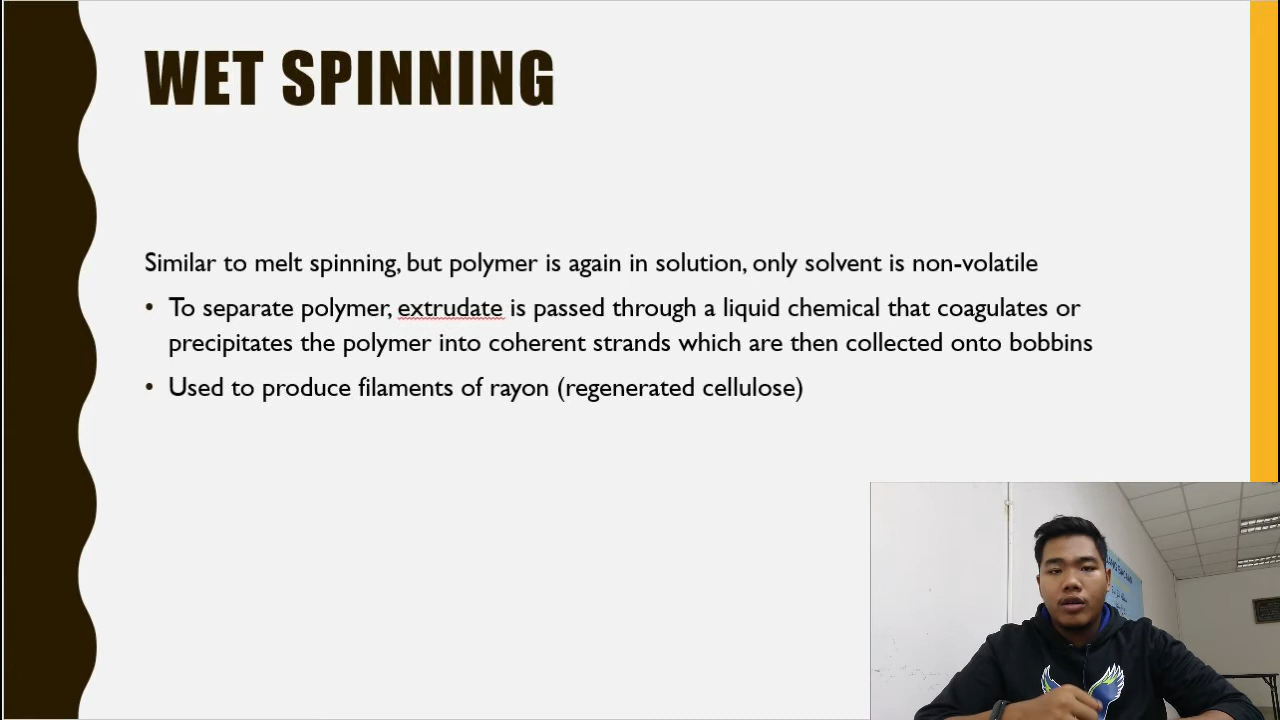 WET SPINNING
Similar to melt spinning, but polymer is again in solution, only solvent is non-volatile
• To separate polymer, extrudate is passed through a liquid chemical that coagulates or
precipitates the polymer into coherent strands which are then collected onto bobbins
• Used to produce filaments of rayon (regenerated cellulose)